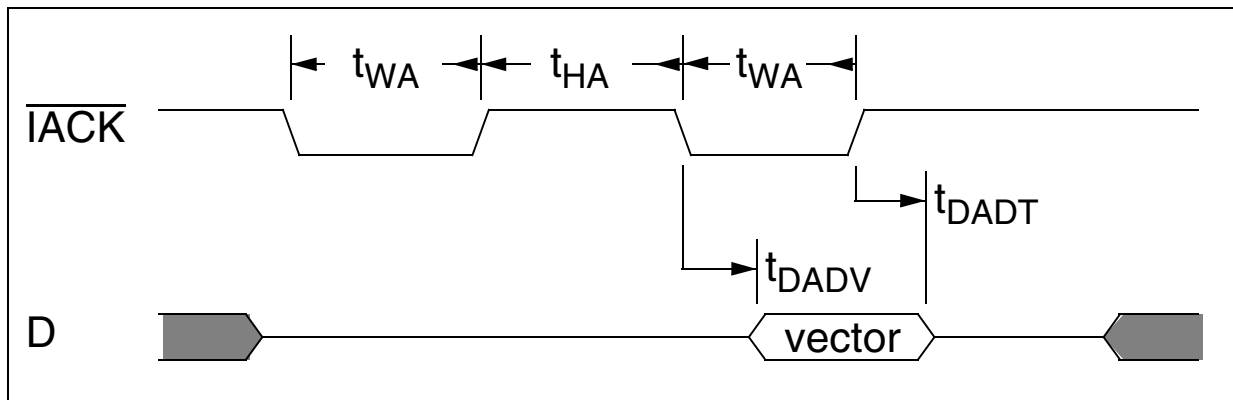 tWA tHA tWA
IACK
tDADT
tDADV
D vector